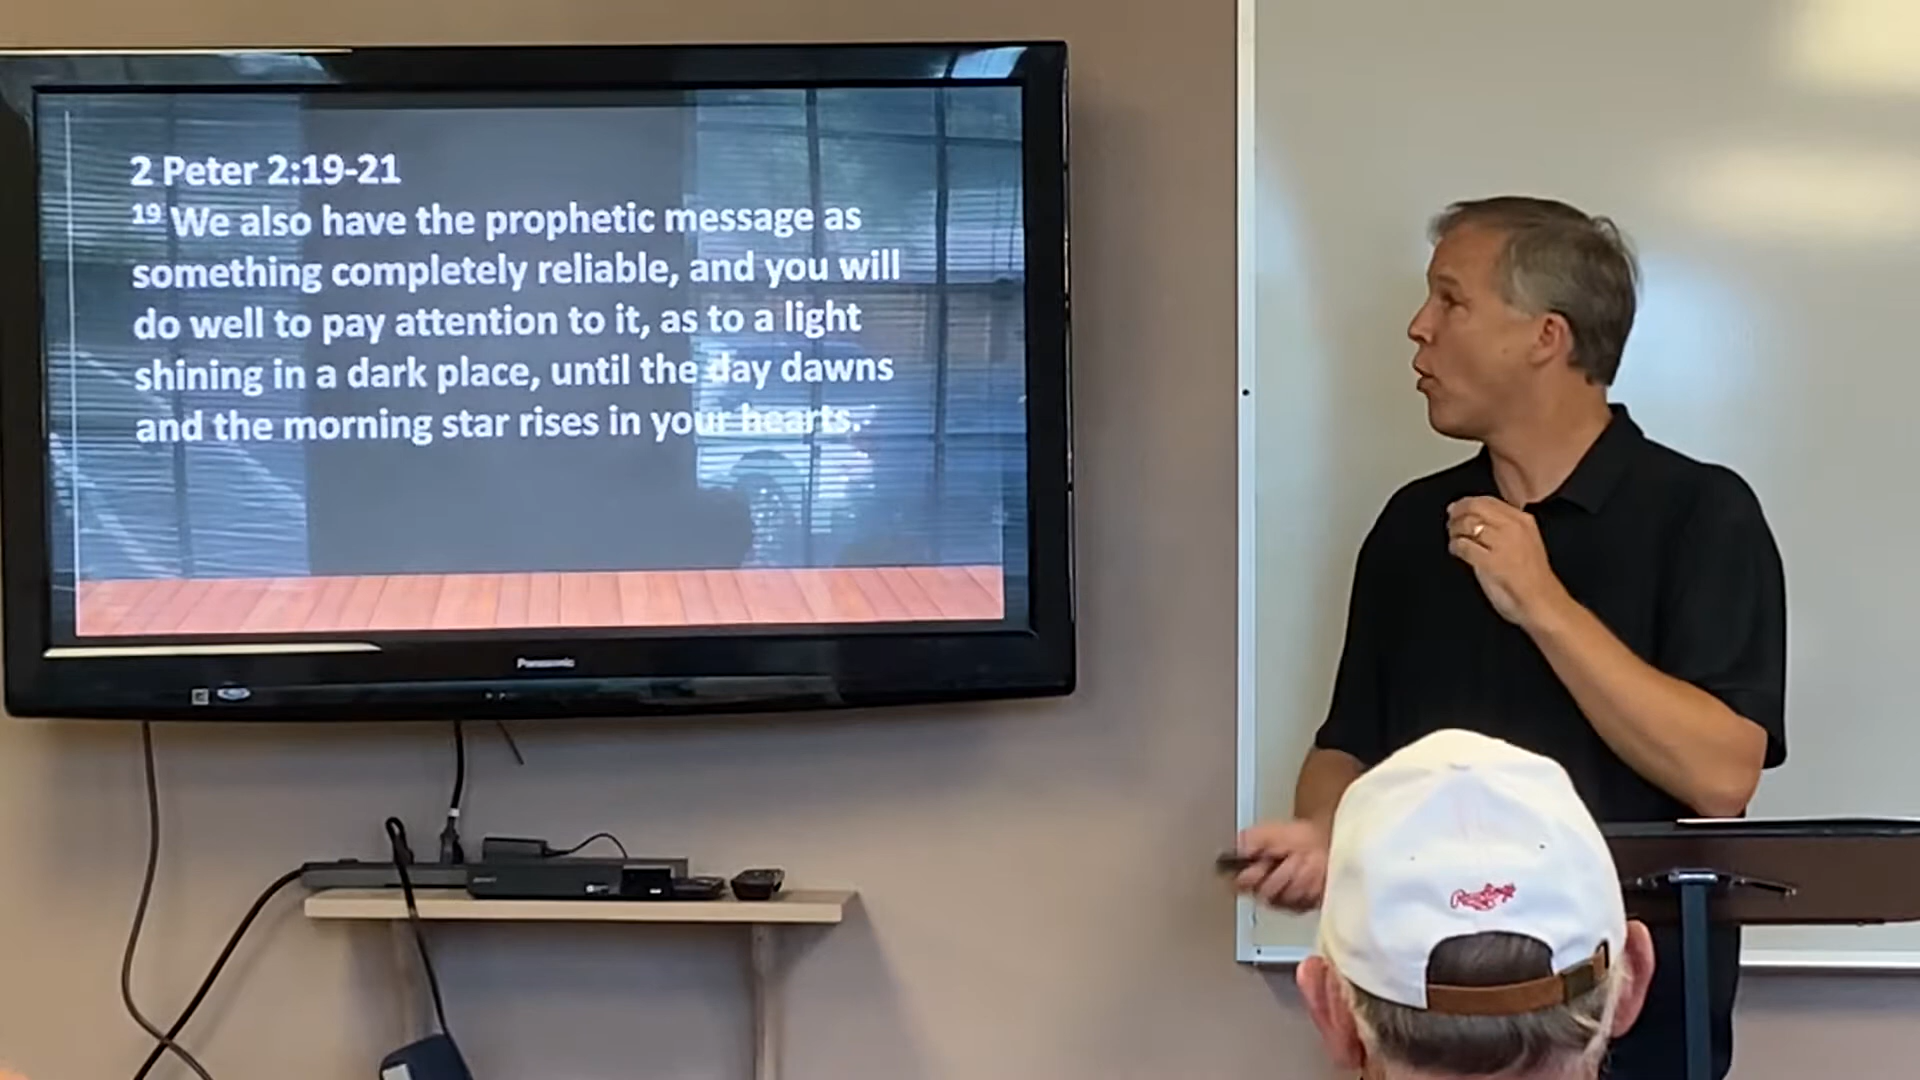 2 Peter 2:19-21
19 We also have the prophetic message as
something completely reliable, and you will
do well to pay attention to it, as to a light
shining in a dark place, until the day dawns
and the morning star rises in your hearts.
Panasonic
Rawlings